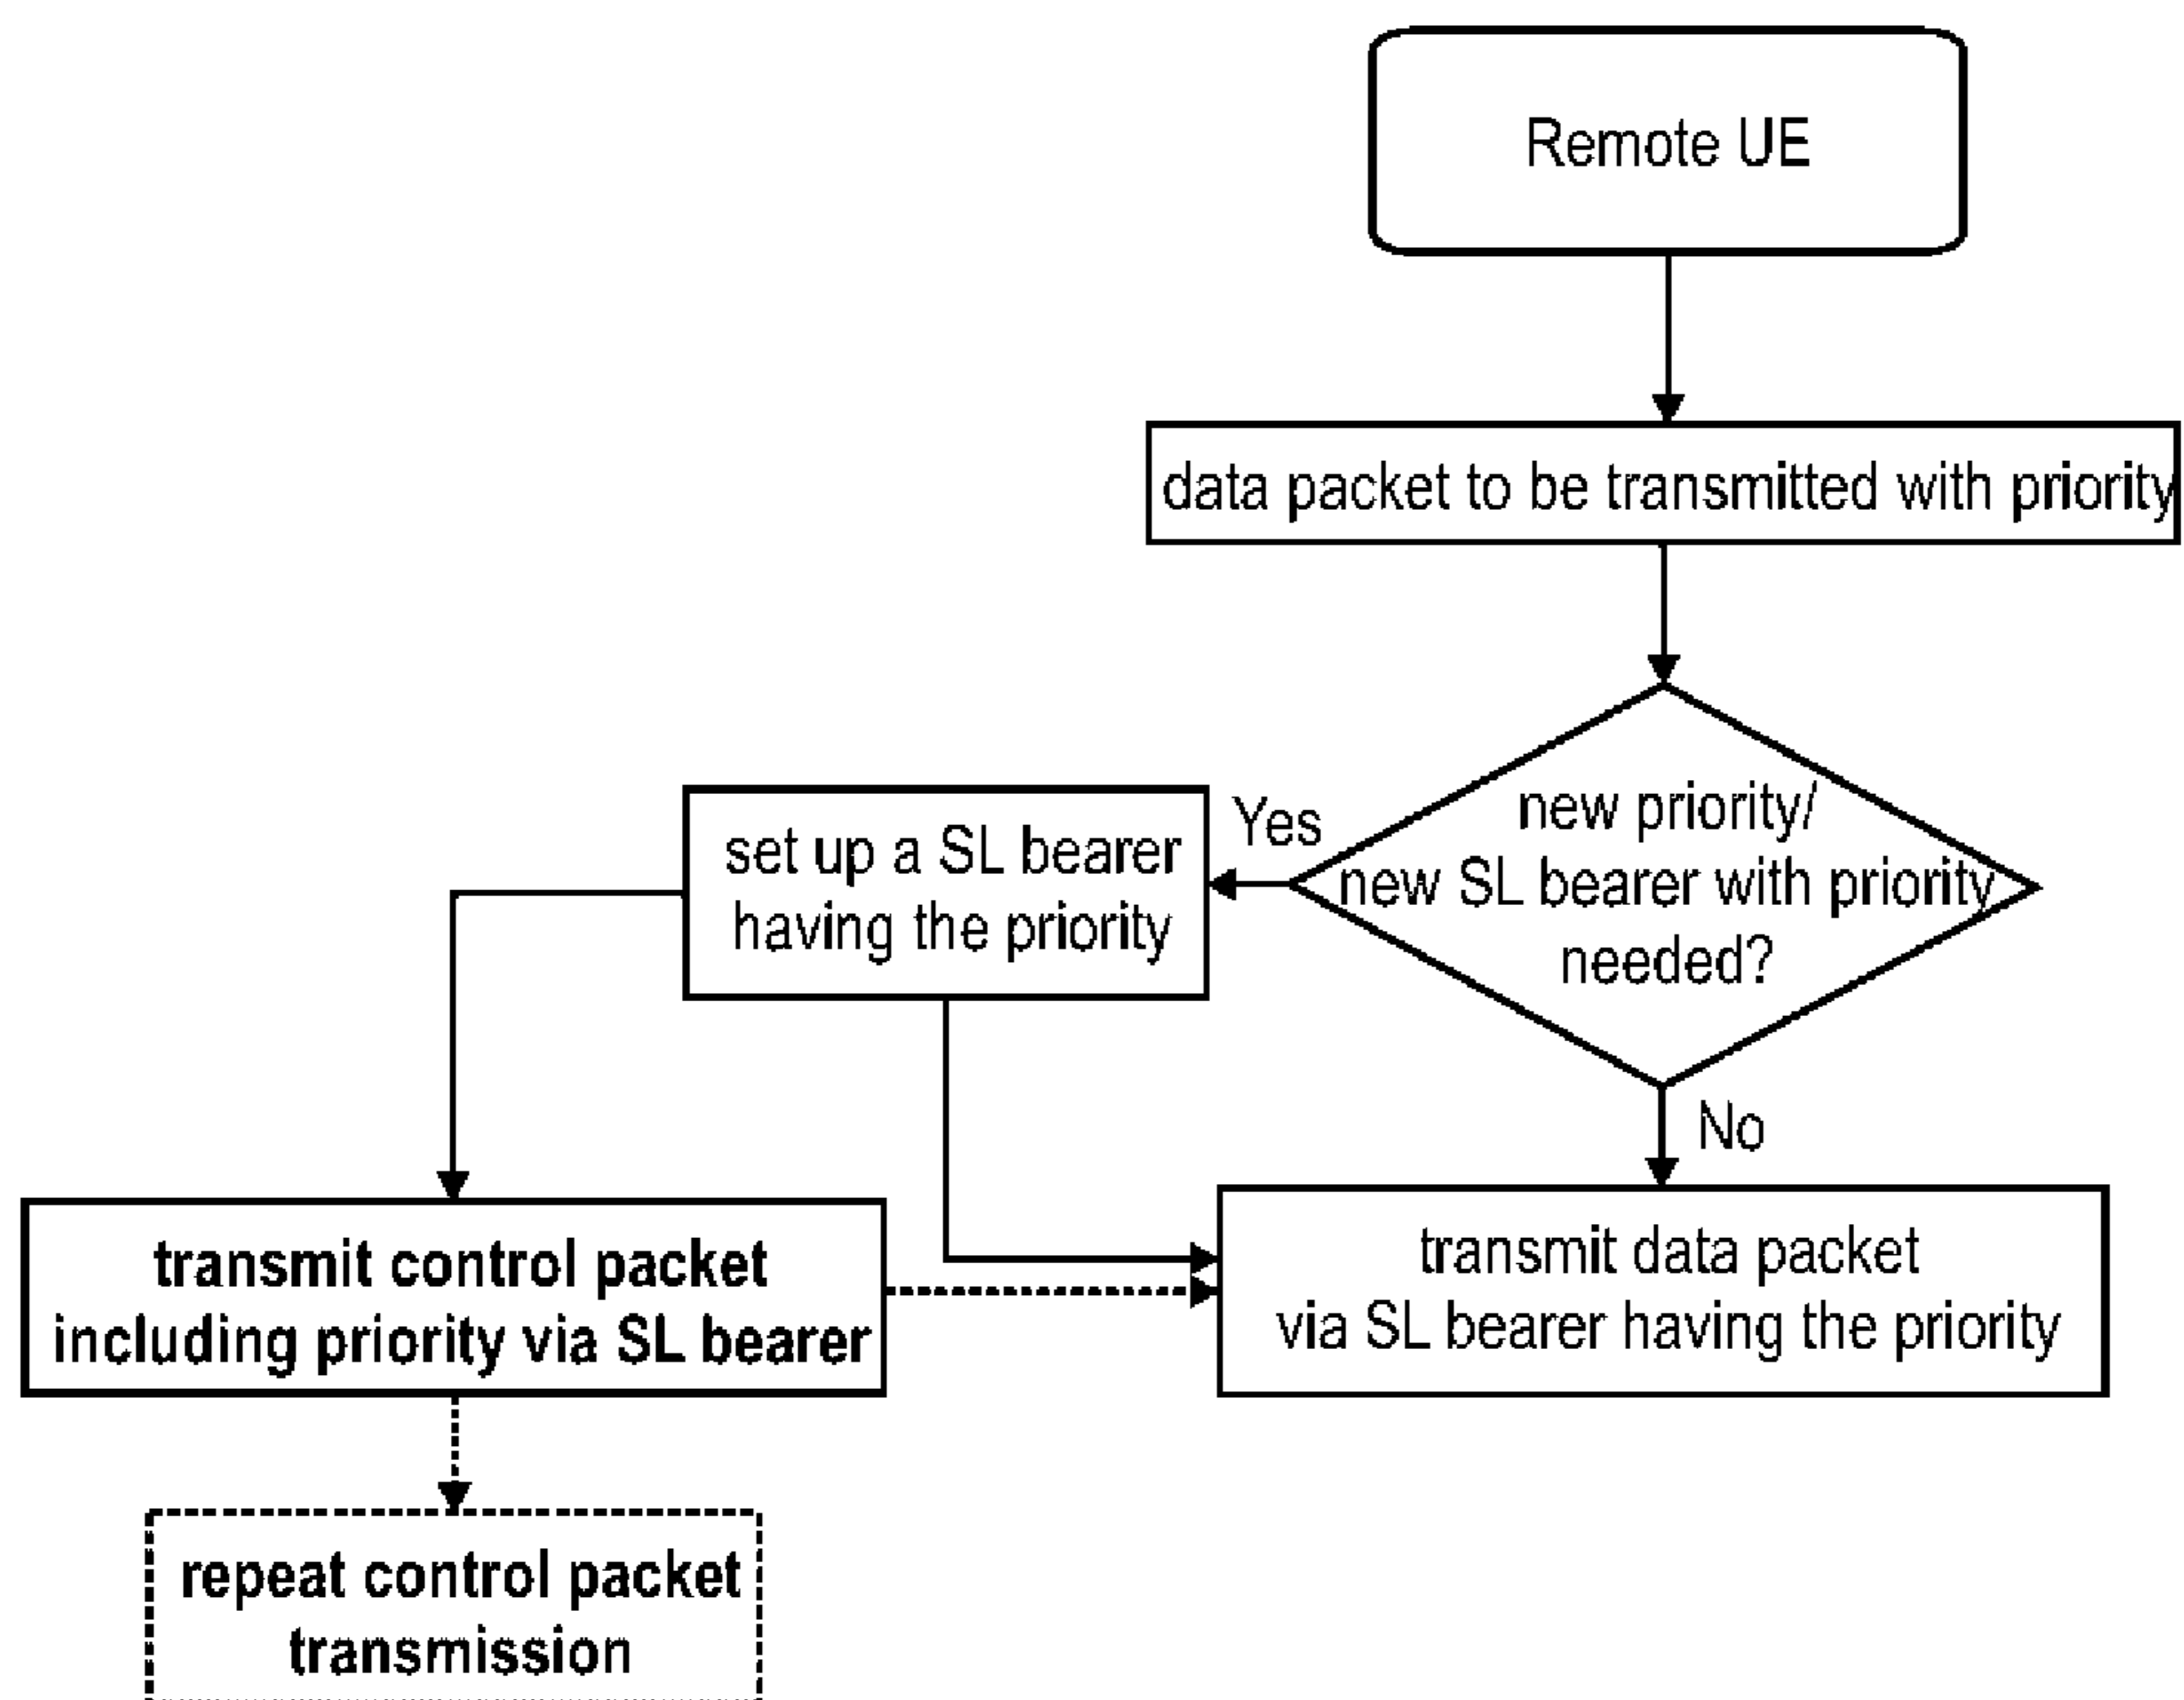 Remote UE
data packet to be transmitted with priority
new priority/
new SL bearer with priority
needed?
Yes
set up a SL bearer
having the priority
No
transmit control packet
including priority via SL bearer
transmit data packet
via SL bearer having the priority
repeat control packet
transmission